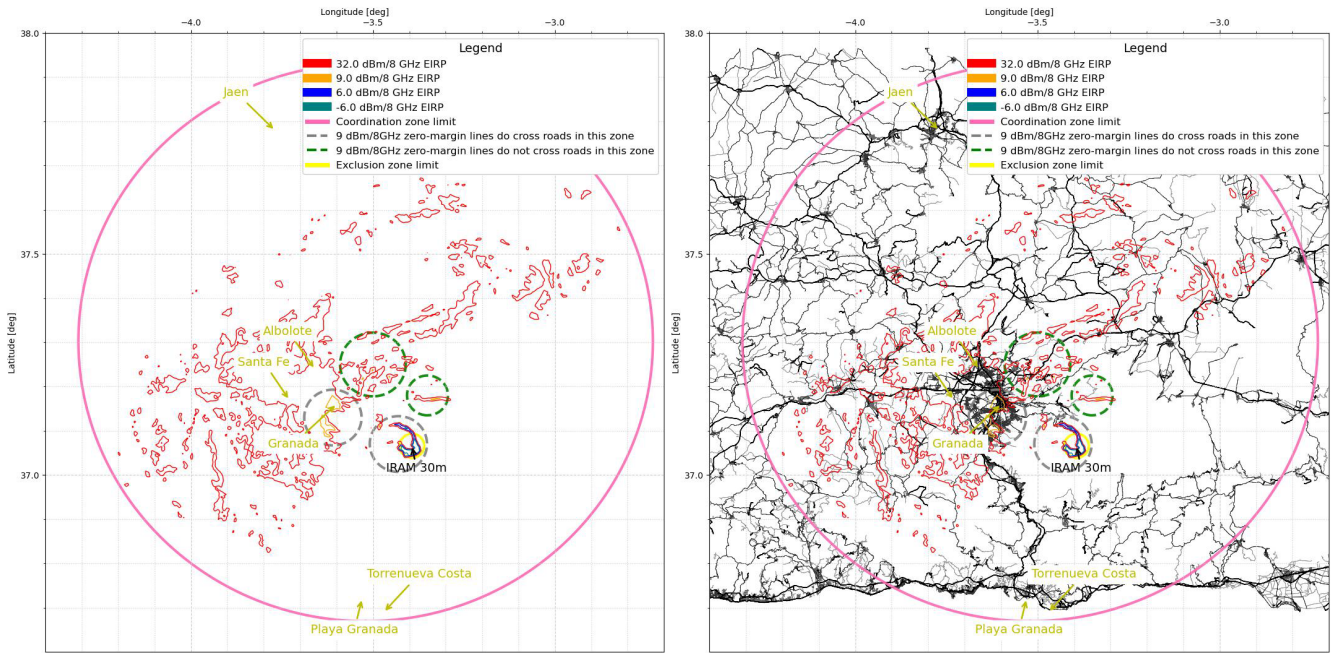 Longitude [deg]
−4.0 −3.5 −3.0
38.0
37.5
37.0
Latitude [deg]
Legend
32.0 dBm/8 GHz EIRP
9.0 dBm/8 GHz EIRP
6.0 dBm/8 GHz EIRP
-6.0 dBm/8 GHz EIRP
Coordination zone limit
9 dBm/8GHz zero-margin lines do cross roads in this zone
9 dBm/8GHz zero-margin lines do not cross roads in this zone
Exclusion zone limit
Jaen
Albolote
Santa Fe
Granada
IRAM 30m
Torrenueva Costa
Playa Granada
Longitude [deg]
−4.0 −3.5 −3.0
38.0
37.5
37.0
Latitude [deg]
Legend
32.0 dBm/8 GHz EIRP
9.0 dBm/8 GHz EIRP
6.0 dBm/8 GHz EIRP
-6.0 dBm/8 GHz EIRP
Coordination zone limit
9 dBm/8GHz zero-margin lines do cross roads in this zone
9 dBm/8GHz zero-margin lines do not cross roads in this zone
Exclusion zone limit
Jaen
Albolote
Santa Fe
Granada
IRAM 30m
Torrenueva Costa
Playa Granada